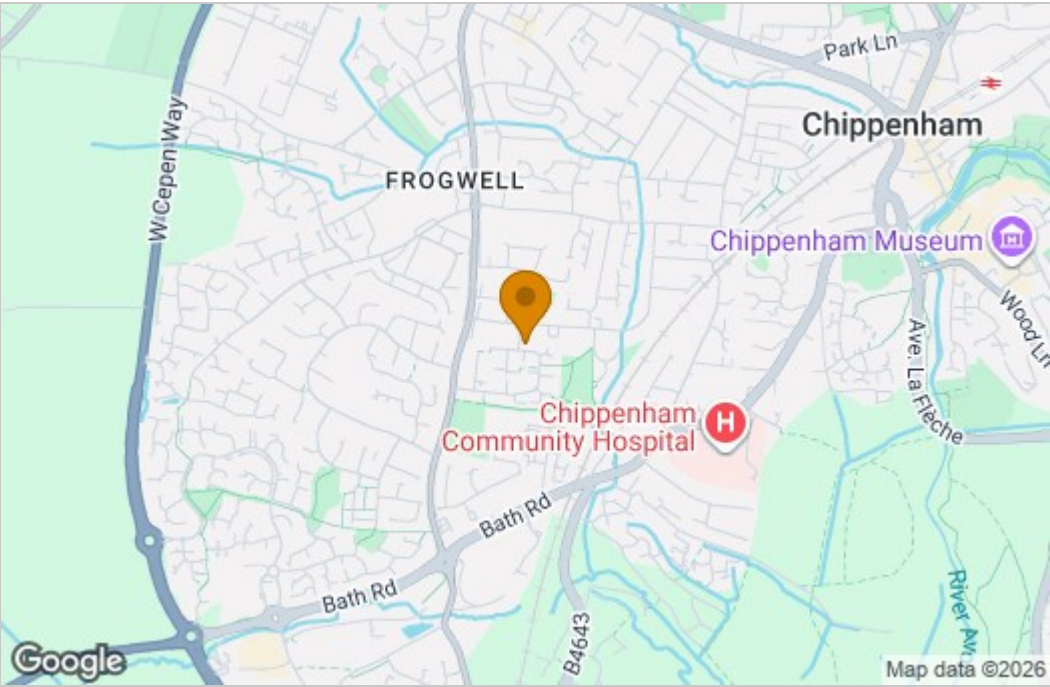 Park Ln
Chippenham
W Cepen Way
FROGWELL
Chippenham Museum
Wood Ln
Ave. La Flèche
Chippenham
Community Hospital
H
Bath Rd
Bath Rd
B4643
River Av
Google
Map data ©2026